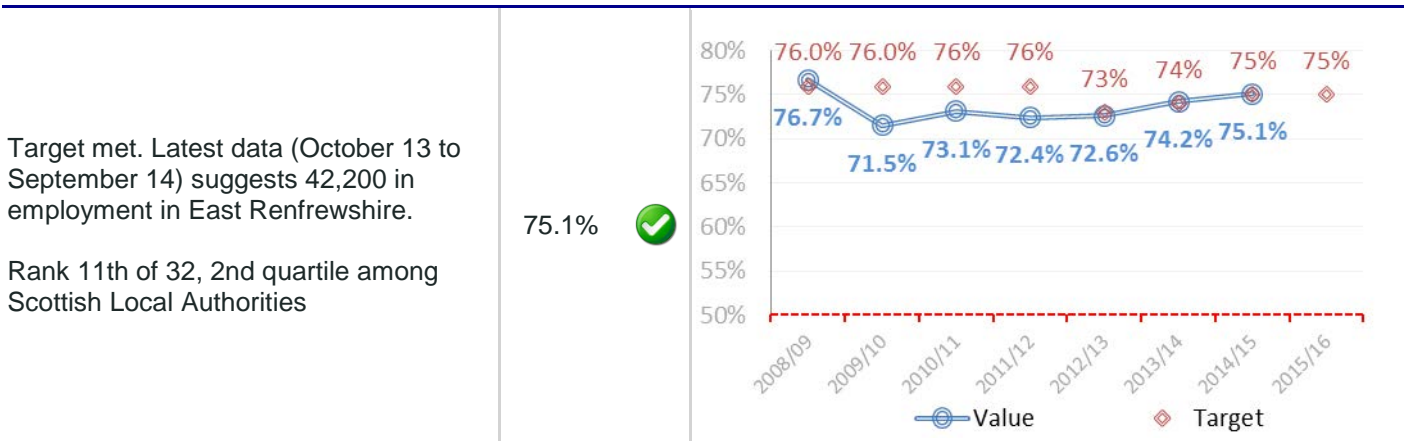 Target met. Latest data (October 13 to
September 14) suggests 42,200 in
employment in East Renfrewshire.
Rank 11th of 32, 2nd quartile among
Scottish Local Authorities
75.1%
80%
75%
70%
65%
60%
55%
50%
76.0% 76.0% 76% 76% 73% 74% 75% 75%
76.7% 71.5% 73.1% 72.4% 72.6% 74.2% 75.1%
2008/09 2009/10 2010/11 2011/12 2012/13 2013/14 2014/15 2015/16
Value Target